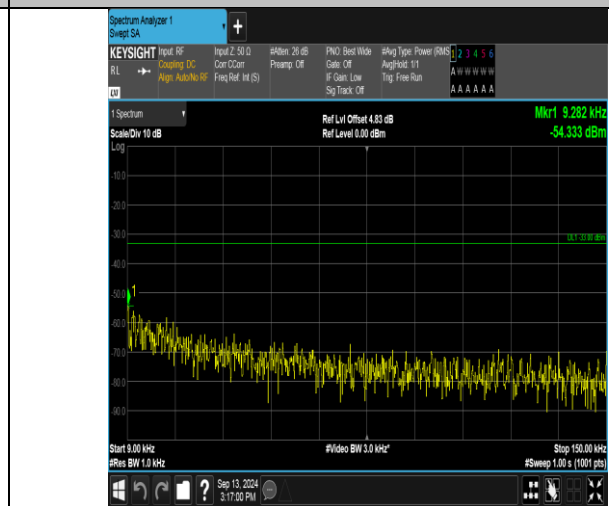 Spectrum Analyzer 1
Swept SA
+
KEYSIGHT
RL
LXI
Input: RF
Coupling: DC
Align: Auto/No RF
Input Z: 50 Ω
Corr CCorr
Freq Ref: Int (S)
#Atten: 26 dB
Preamp: Off
PNO: Best Wide
Gate: Off
IF Gain: Low
Sig Track: Off
#Avg Type: Power (RMS
Avg|Hold: 1/1
Trig: Free Run
1 2 3 4 5 6
A W W W W W
A A A A A A
1 Spectrum
Scale/Div 10 dB
Log
Ref Lvl Offset 4.83 dB
Ref Level 0.00 dBm
Mkr1 9.282 kHz
-54.333 dBm
-10.0
-20.0
-30.0
DL1 -33.00 dBm
-40.0
-50.0
1
-60.0
-70.0
-80.0
-90.0
Start 9.00 kHz
#Res BW 1.0 kHz
#Video BW 3.0 kHz*
Stop 150.00 kHz
#Sweep 1.00 s (1001 pts)
?
Sep 13, 2024
3:17:00 PM